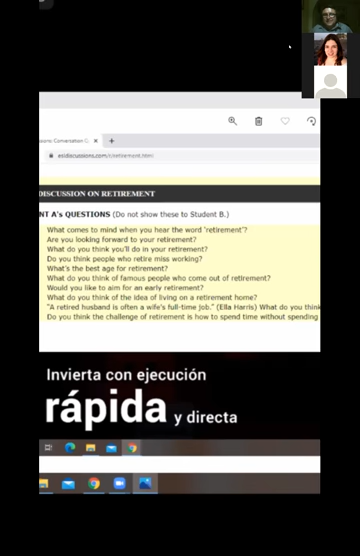 sons: Conversation Q
esldiscussions.com/r/retirement.html
DISCUSSION ON RETIREMENT
NT A's QUESTIONS (Do not show these to Student B.)
What comes to mind when you hear the word 'retirement'?
Are you looking forward to your retirement?
What do you think you'll do in your retirement?
Do you think people who retire miss working?
What's the best age for retirement?
What do you think of famous people who come out of retirement?
Would you like to aim for an early retirement?
What do you think of the idea of living on a retirement home?
"A retired husband is often a wife's full-time job." (Ella Harris) What do you think
Do you think the challenge of retirement is how to spend time without spending
Invierta con ejecución
rápida y directa